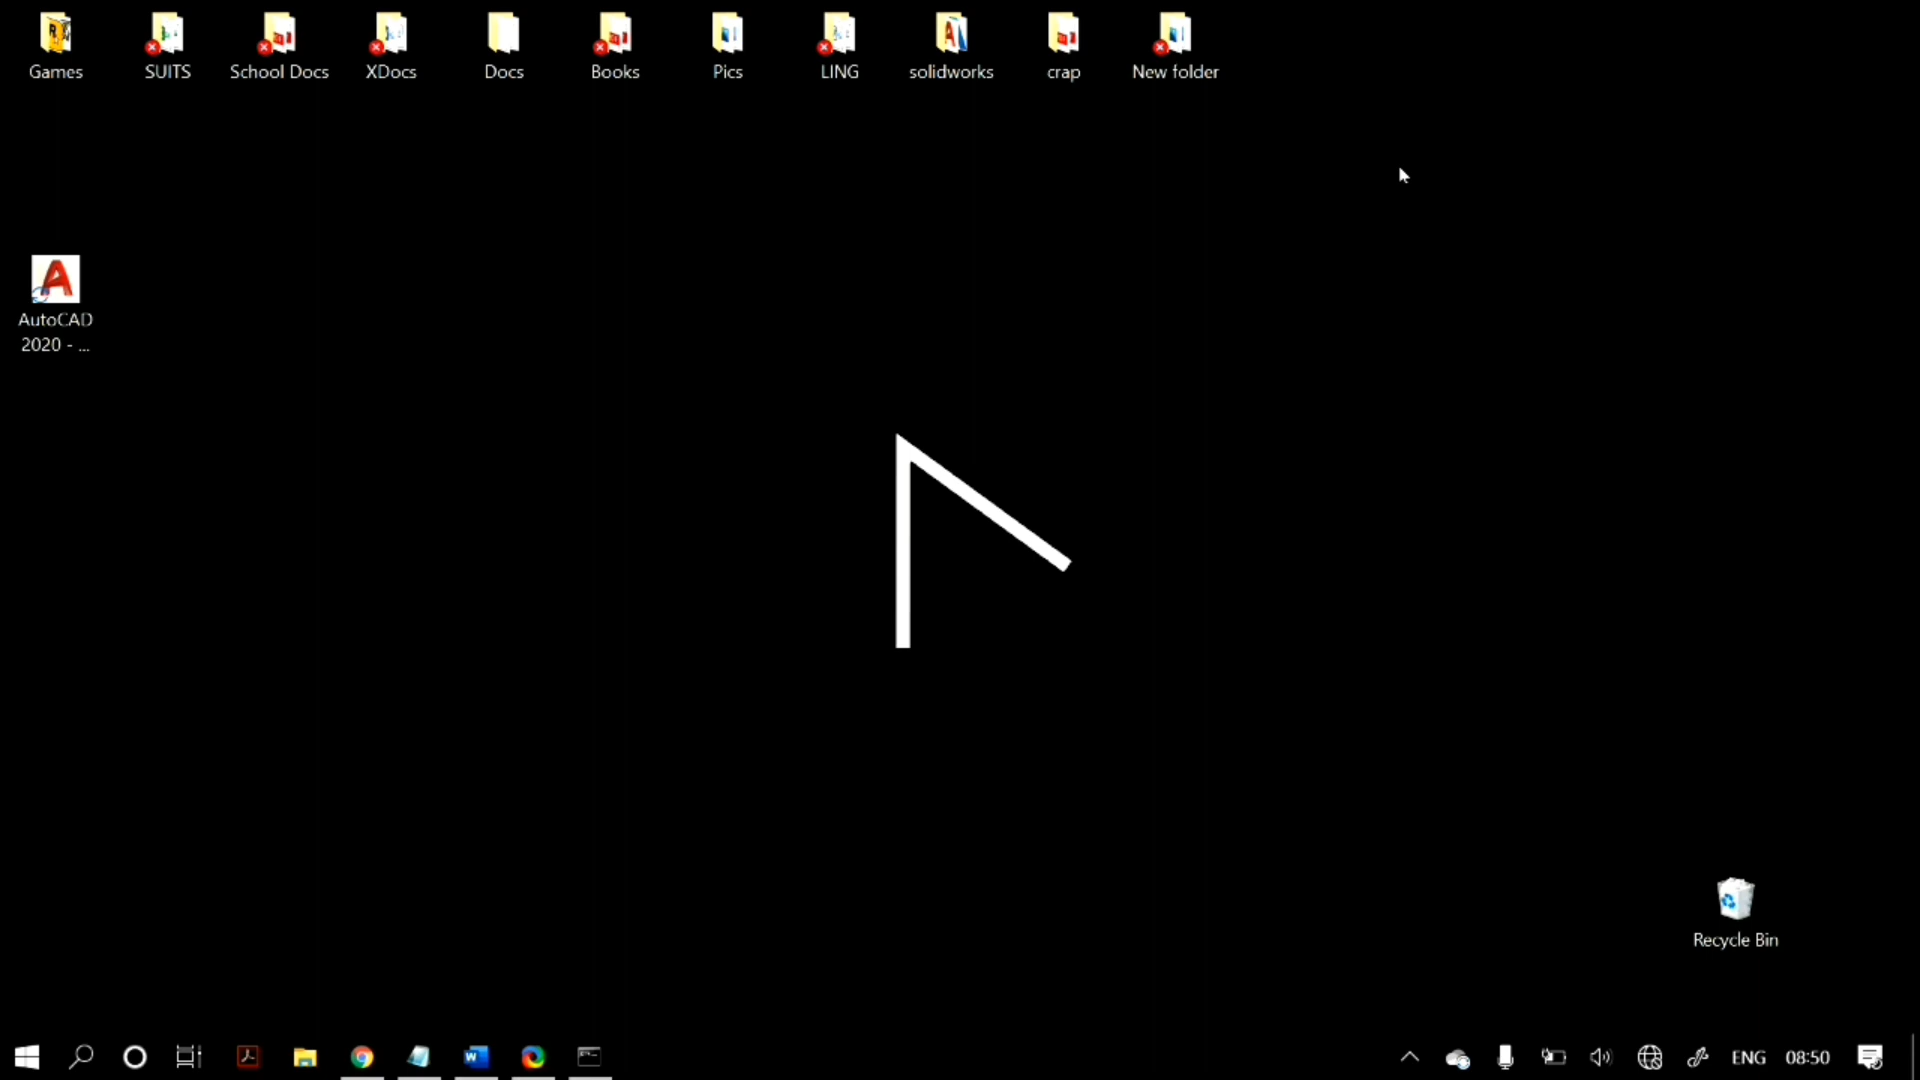 Games
SUITS
School Docs
XDocs
Docs
Books
Pics
LING
solidworks
crap
New folder
AutoCAD
2020 - ...
Recycle Bin
ENG
08:50